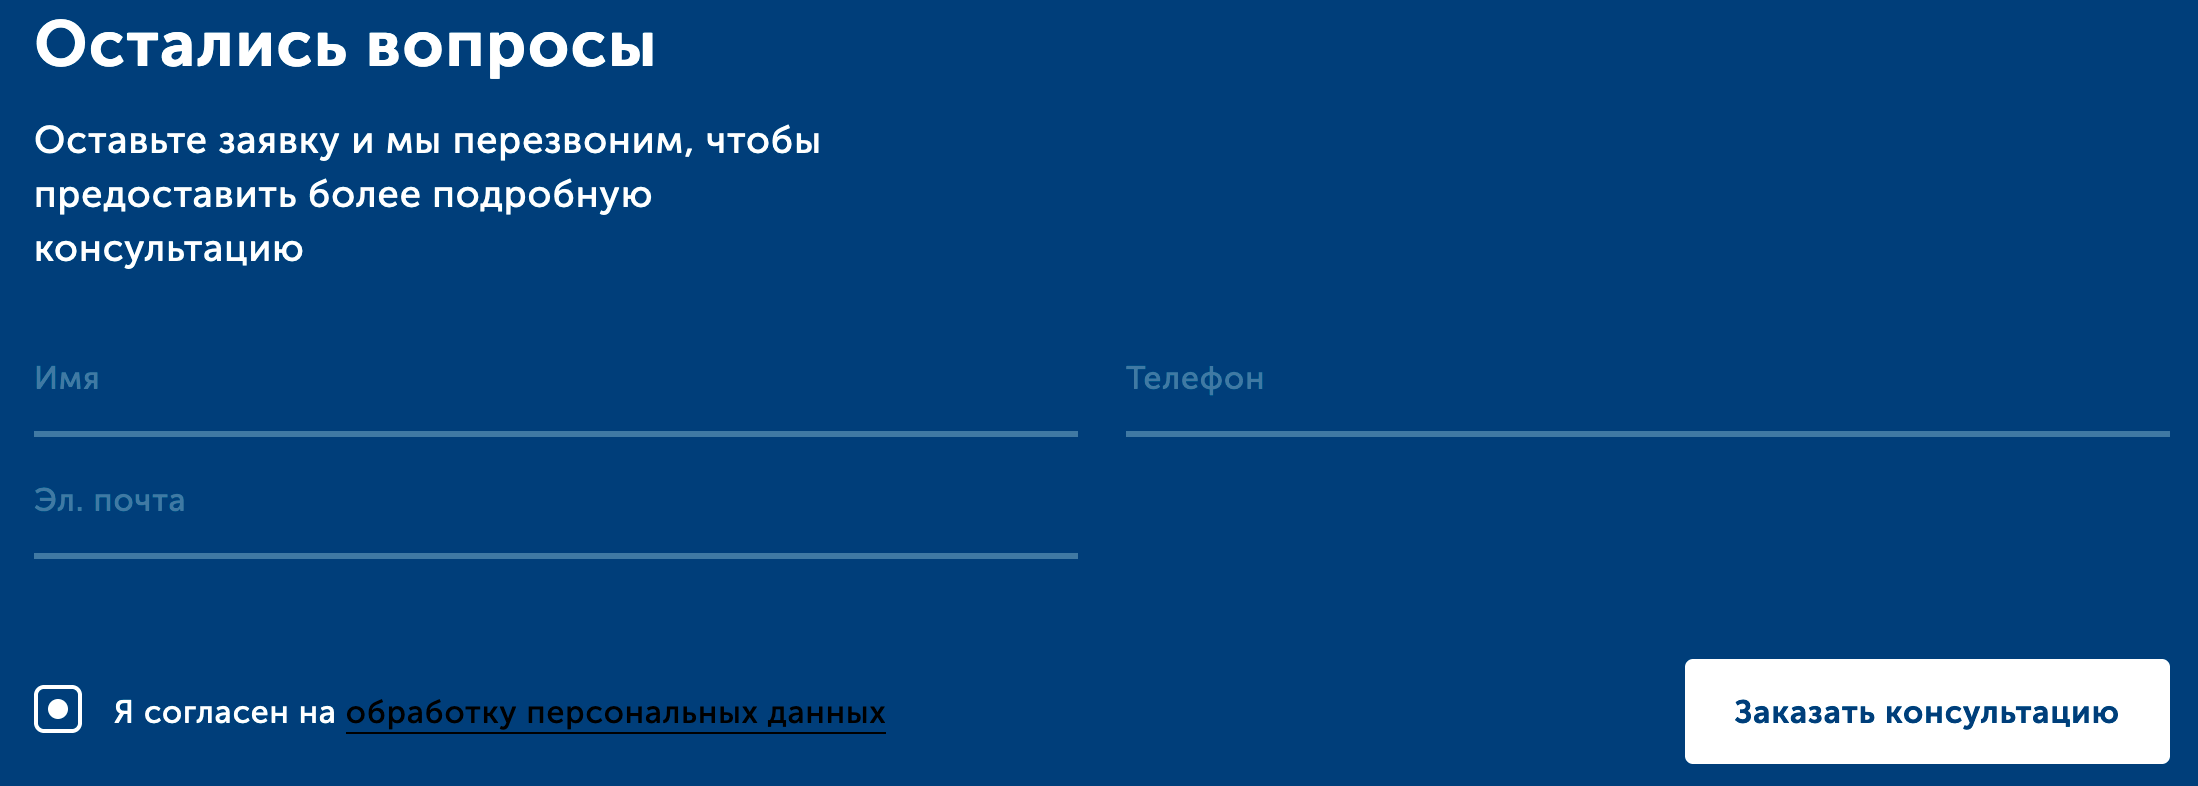 Остались вопросы
Оставьте заявку и мы перезвоним, чтобы
предоставить более подробную
консультацию
Имя
Телефон
Эл. почта
Я согласен на обработку персональных данных
Заказать консультацию